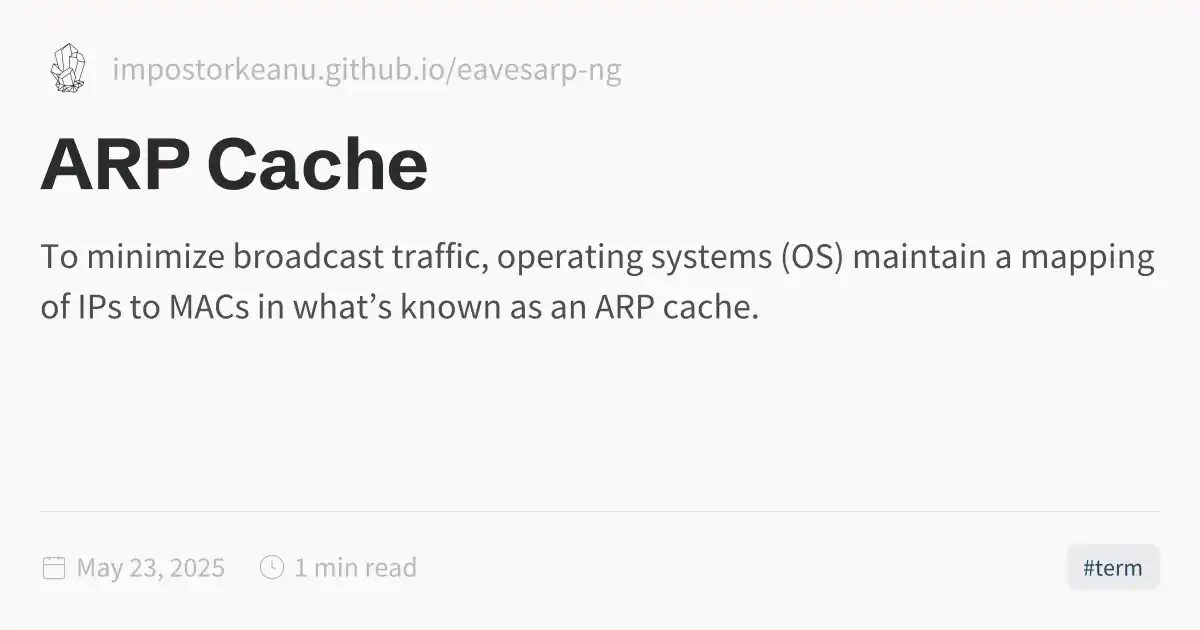 impostorkeanu.github.io/eavesarp-ng
ARP Cache
To minimize broadcast traffic, operating systems (OS) maintain a mapping
of IPs to MACs in what’s known as an ARP cache.
May 23, 2025 1 min read #term